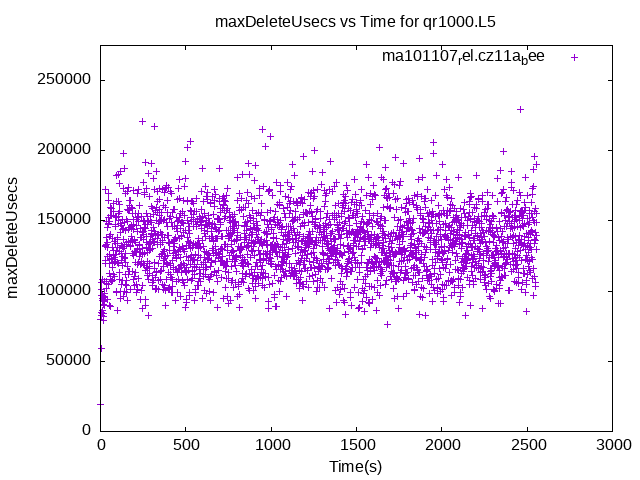 maxDeleteUsecs vs Time for qr1000.L5
ma101107rel.cz11abee
250000
200000
150000
100000
50000
0
maxDeleteUsecs
0 500 1000 1500 2000 2500 3000
Time(s)